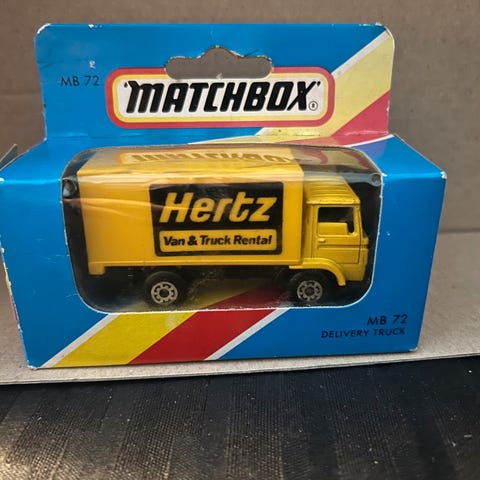 MB 72
"MATCHBOX"®
Hertz
Van & Truck Rental
MB 72
DELIVERY TRUCK